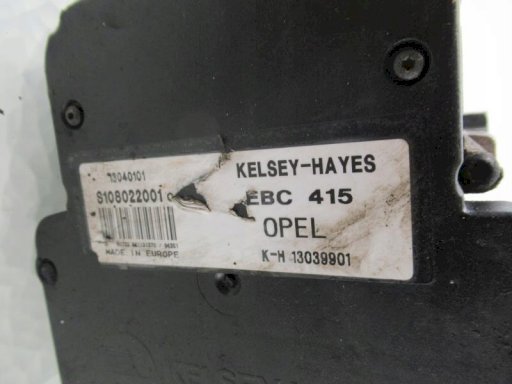 13040101
S108022001
MADE IN EUROPE
KELSEY-HAYES
EBC 415
OPEL
K-H 13039901